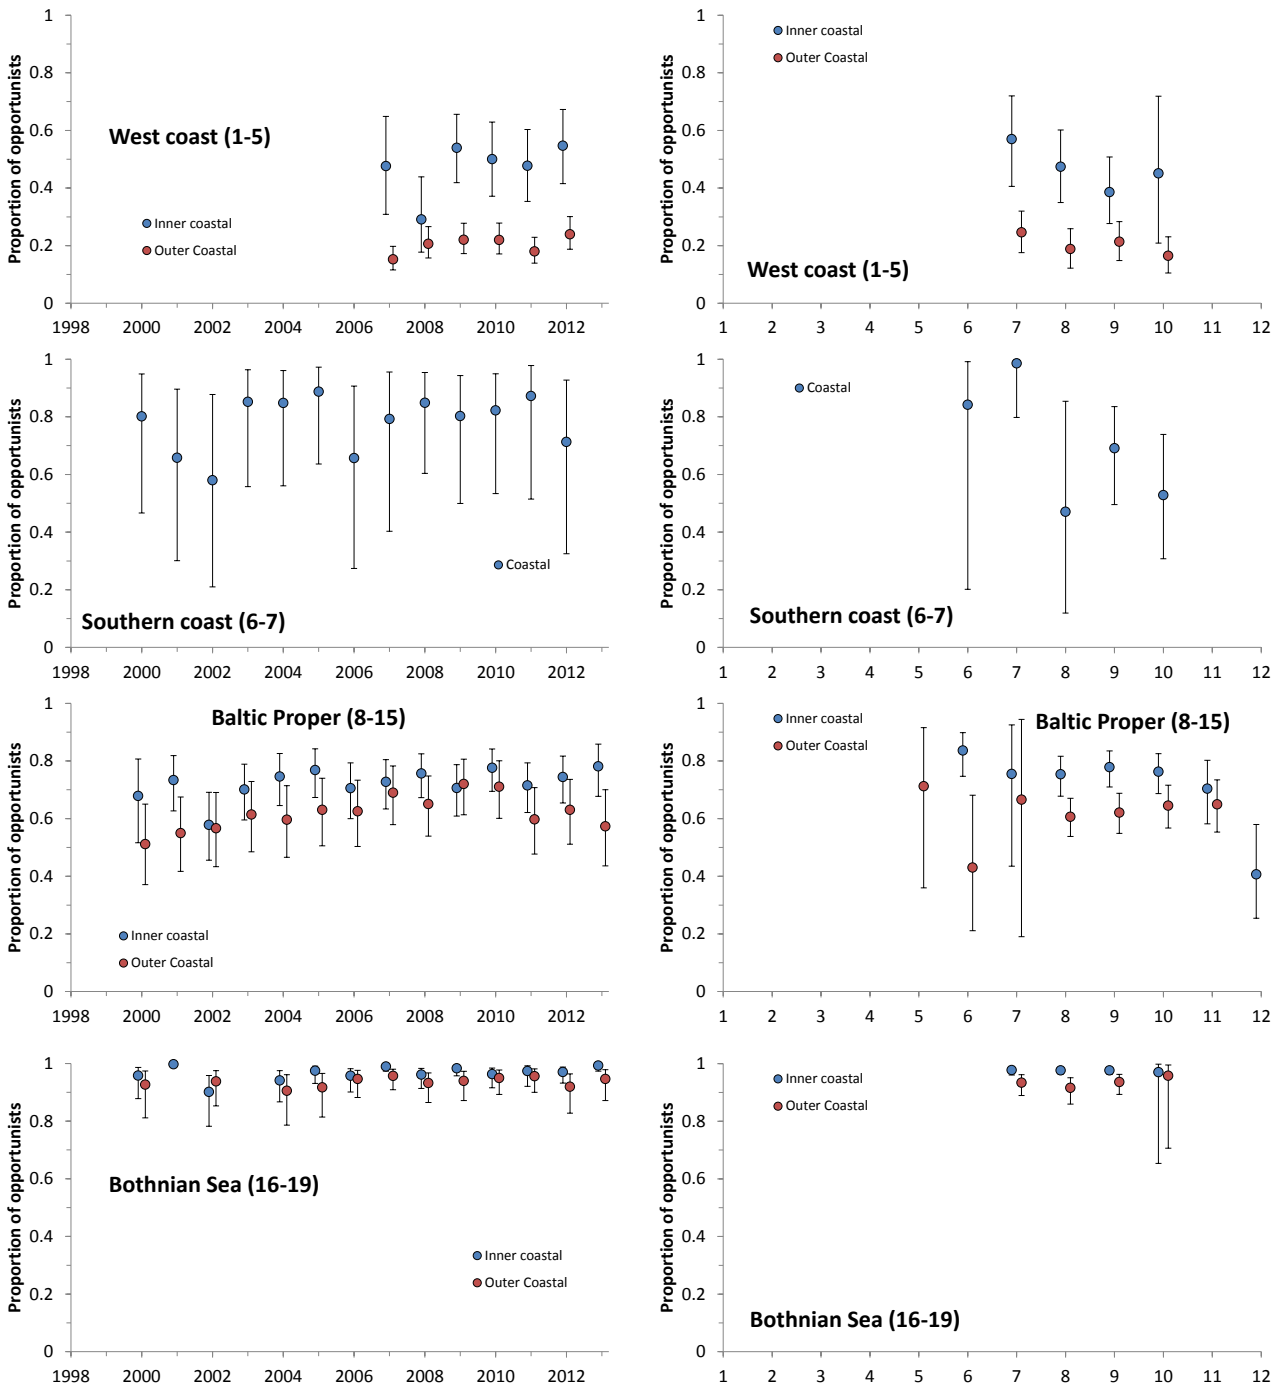 Proportion of opportunists
1
0.8
0.6
0.4
0.2
0
West coast (1-5)
Inner coastal
Outer Coastal
1998 2000 2002 2004 2006 2008 2010 2012
Proportion of opportunists
1
0.8
0.6
0.4
0.2
0
Inner coastal
Outer Coastal
West coast (1-5)
1 2 3 4 5 6 7 8 9 10 11 12
Proportion of opportunists
1
0.8
0.6
0.4
0.2
0
Coastal
Southern coast (6-7)
1998 2000 2002 2004 2006 2008 2010 2012
Proportion of opportunists
1
0.8
0.6
0.4
0.2
0
Coastal
Southern coast (6-7)
1 2 3 4 5 6 7 8 9 10 11 12
Proportion of opportunists
1
0.8
0.6
0.4
0.2
0
Baltic Proper (8-15)
Inner coastal
Outer Coastal
1998 2000 2002 2004 2006 2008 2010 2012
Proportion of opportunists
1
0.8
0.6
0.4
0.2
0
Inner coastal
Outer Coastal
Baltic Proper (8-15)
1 2 3 4 5 6 7 8 9 10 11 12
Proportion of opportunists
1
0.8
0.6
0.4
0.2
0
Bothnian Sea (16-19)
Inner coastal
Outer Coastal
1998 2000 2002 2004 2006 2008 2010 2012
Proportion of opportunists
1
0.8
0.6
0.4
0.2
0
Inner coastal
Outer Coastal
Bothnian Sea (16-19)
1 2 3 4 5 6 7 8 9 10 11 12